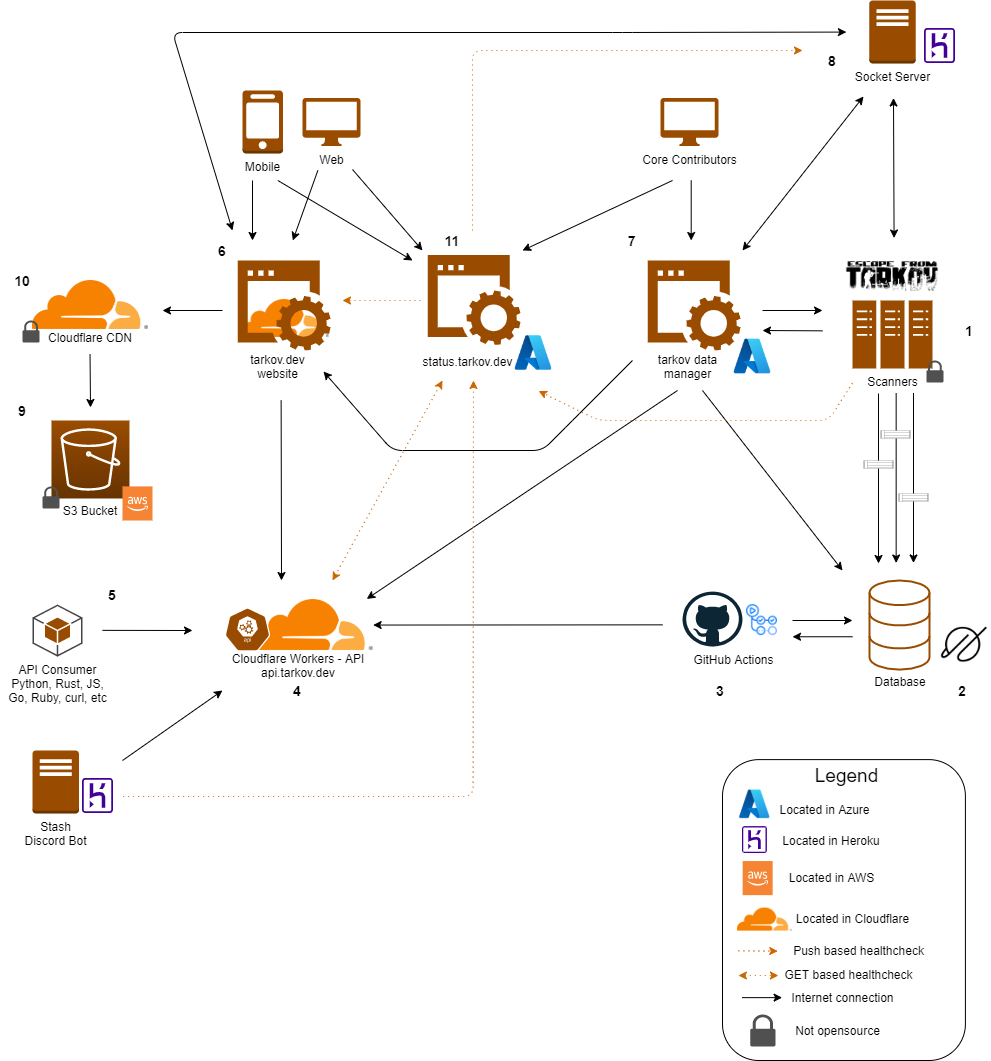 8
Socket Server
Mobile
Web
Core Contributors
6
11
7
10
Cloudflare CDN
tarkov.dev
website
status.tarkov.dev
tarkov data
manager
ESCAPE FROM
TARKOV
1
Scanners
9
S3 Bucket
aws
5
API Consumer
Python, Rust, JS,
Go, Ruby, curl, etc
api
Cloudflare Workers - API
api.tarkov.dev
4
GitHub Actions
3
Database
2
Stash
Discord Bot
Legend
Located in Azure
Located in Heroku
aws
Located in AWS
Located in Cloudflare
Push based healthcheck
GET based healthcheck
Internet connection
Not opensource